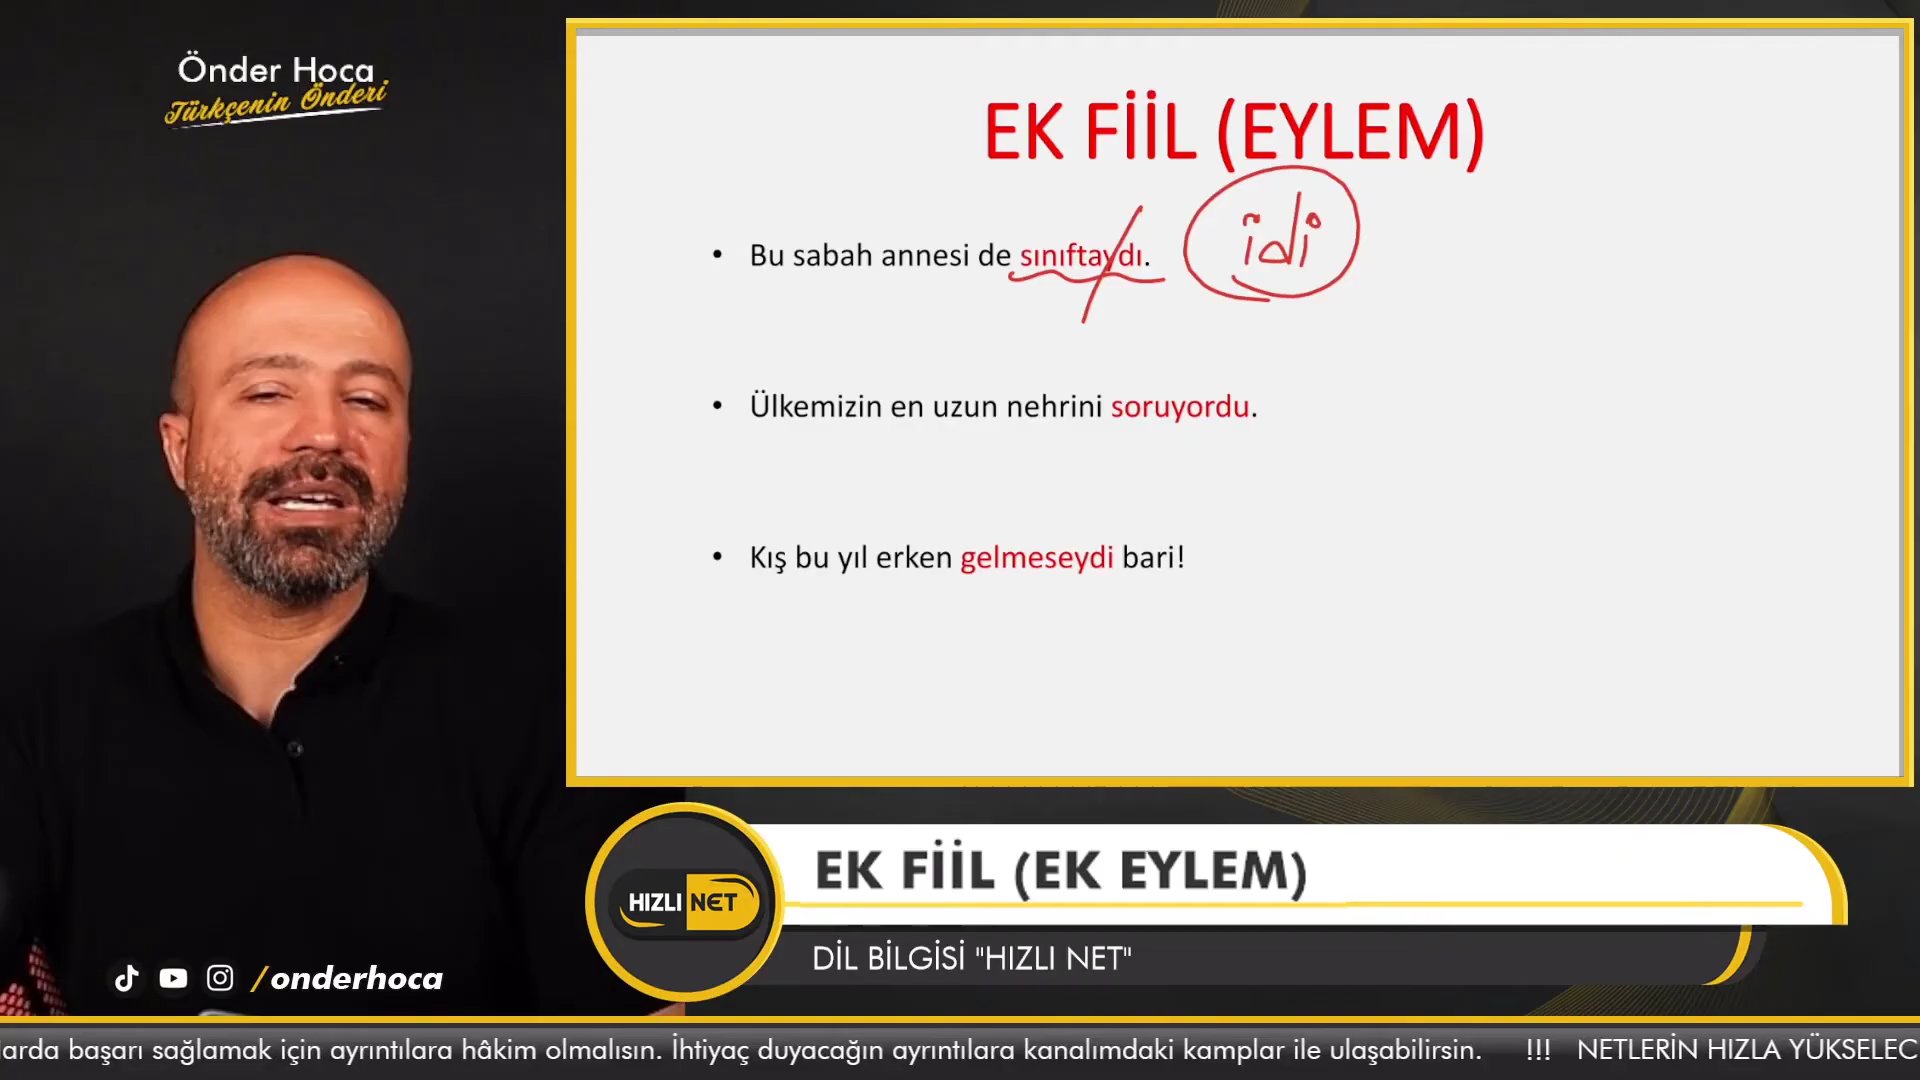 Önder Hoca
Türkçenin Önderi
EK FİİL (EYLEM)
• Bu sabah annesi de sınıftaydı.
idi
• Ülkemizin en uzun nehrini soruyordu.
• Kış bu yıl erken gelmeseydi bari!
HIZLI NET
EK FİİL (EK EYLEM)
DİL BİLGİSİ "HIZLI NET"
/onderhoca
larda başarı sağlamak için ayrıntılara hâkim olmalısın. İhtiyaç duyacağın ayrıntılara kanalımdaki kamplar ile ulaşabilirsin. !!! NETLERİN HIZLA YÜKSELEC